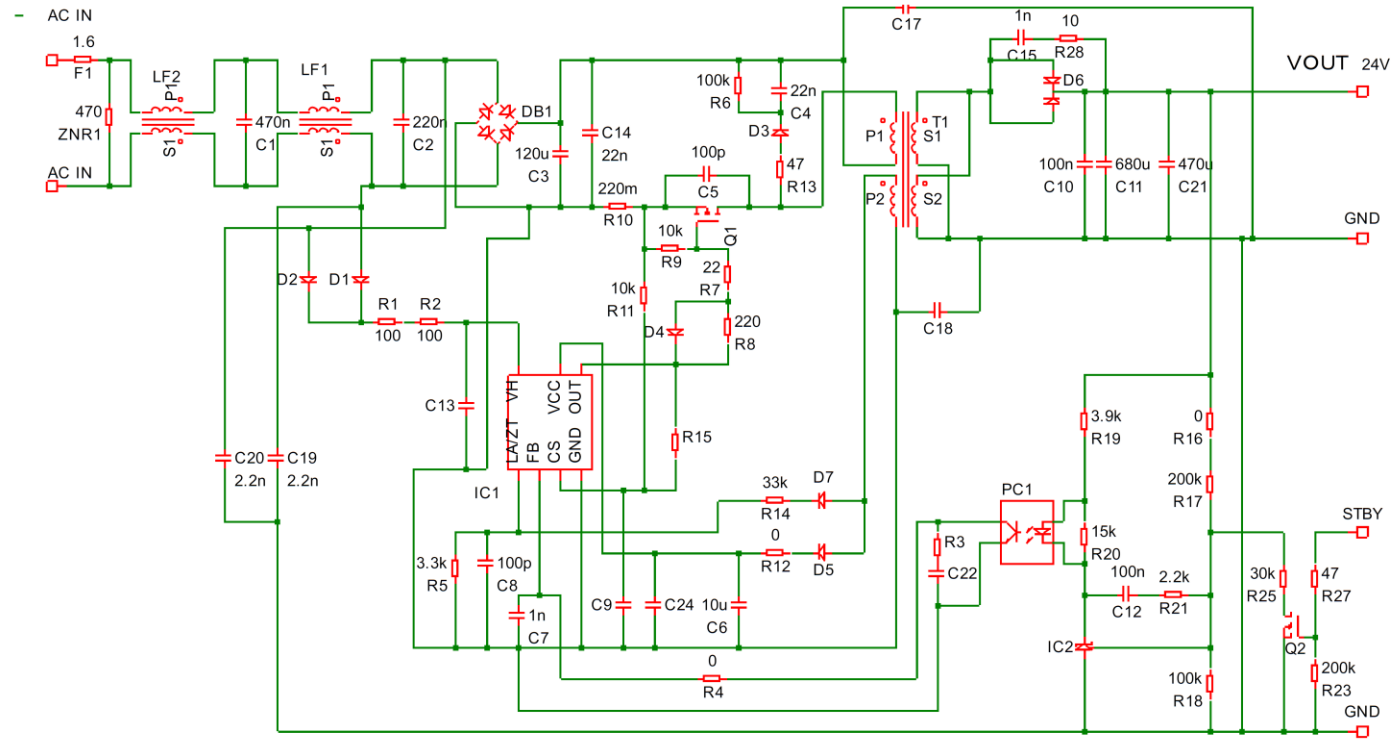 - AC IN
1.6
F1
470
ZNR1
AC IN
LF2
P1
S1
470n
C1
LF1
P1
S1
220n
C2
DB1
120u
C3
C14
22n
220m
R10
100k
R6
22n
C4
D3
47
R13
100p
C5
Q1
10k
R9
10k
R11
22
R7
D4
220
R8
R15
C17
P1
P2
T1
S1
S2
1n
C15
10
R28
D6
VOUT 24V
100n
C10
680u
C11
470u
C21
GND
C18
D2
D1
R1
100
R2
100
C13
LA/ZT
VH
FB
CS
VCC
GND
OUT
IC1
C20
2.2n
C19
2.2n
33k
R14
D7
0
R12
D5
3.3k
R5
100p
C8
1n
C7
C9
C24
10u
C6
0
R4
R3
C22
PC1
3.9k
R19
15k
R20
100n
C12
2.2k
R21
IC2
0
R16
200k
R17
100k
R18
30k
R25
Q2
STBY
47
R27
200k
R23
GND